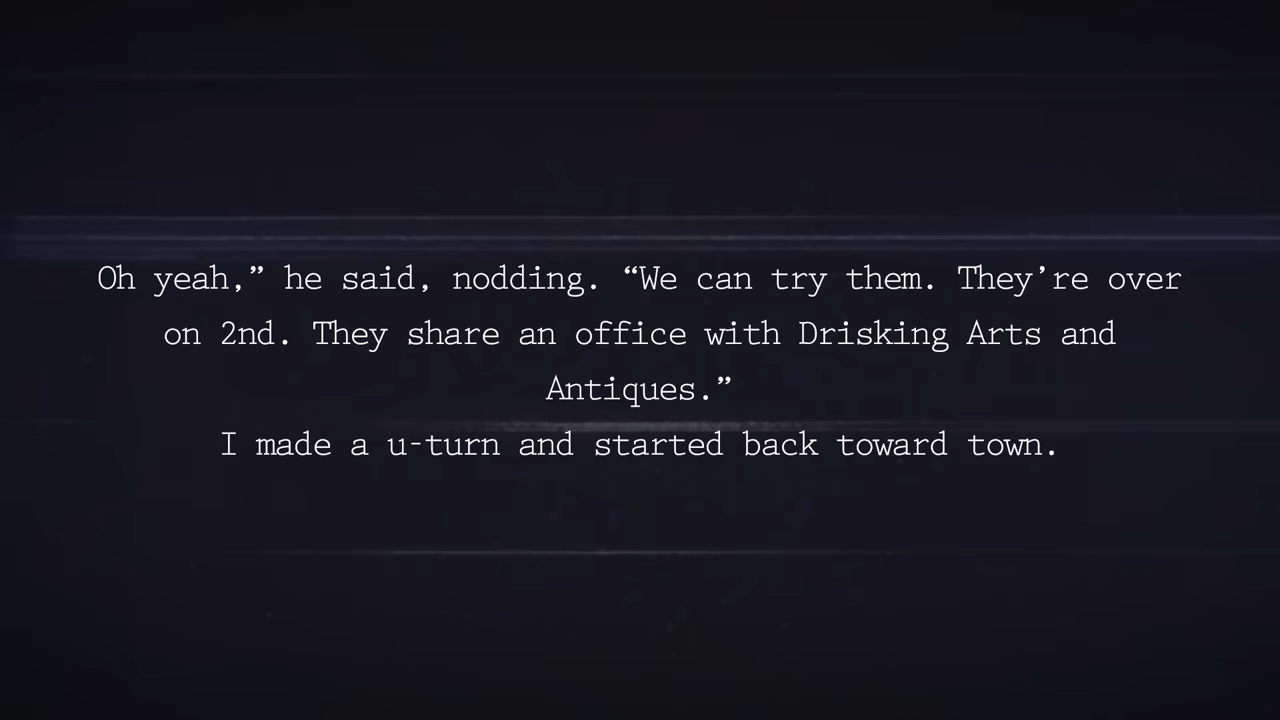 Oh yeah,” he said, nodding. “We can try them. They’re over
on 2nd. They share an office with Drisking Arts and
Antiques.”
I made a u-turn and started back toward town.